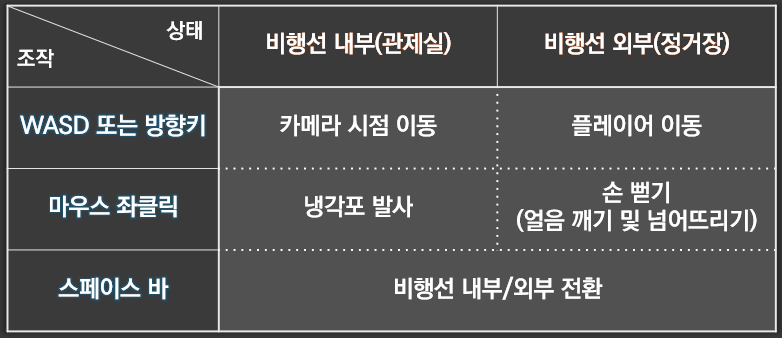 상태
조작
비행선 내부(관제실)
비행선 외부(정거장)
WASD 또는 방향키
카메라 시점 이동
플레이어 이동
마우스 좌클릭
냉각포 발사
손 뻗기
(얼음 깨기 및 넘어뜨리기)
스페이스 바
비행선 내부/외부 전환